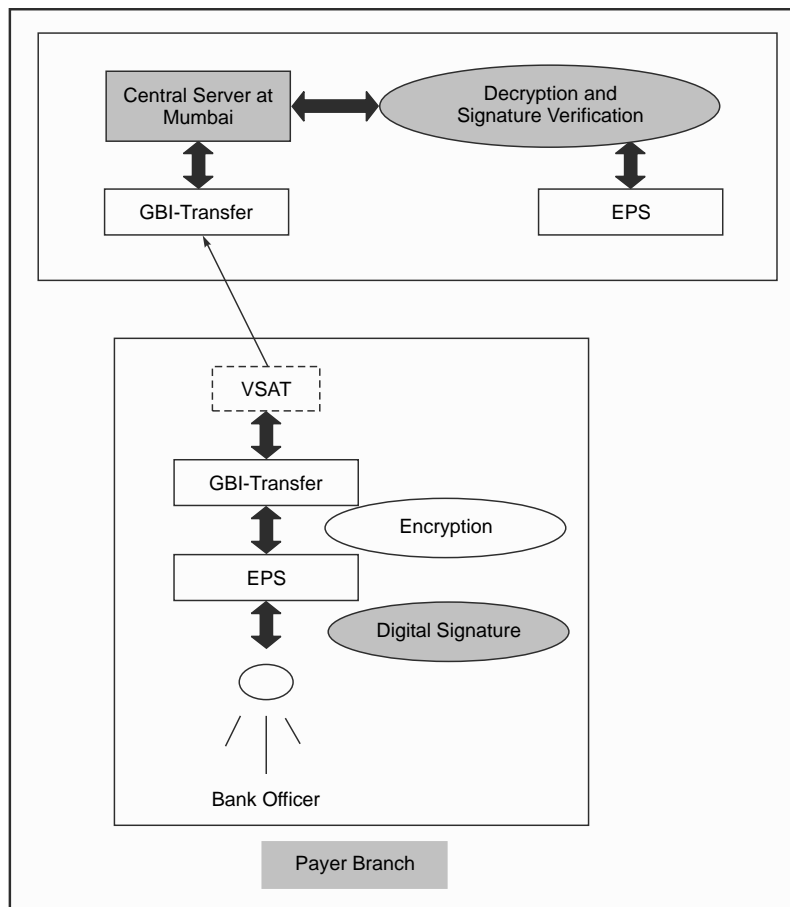 Central Server at
Mumbai
Decryption and
Signature Verification
GBI-Transfer
EPS
VSAT
GBI-Transfer
Encryption
EPS
Digital Signature
Bank Officer
Payer Branch